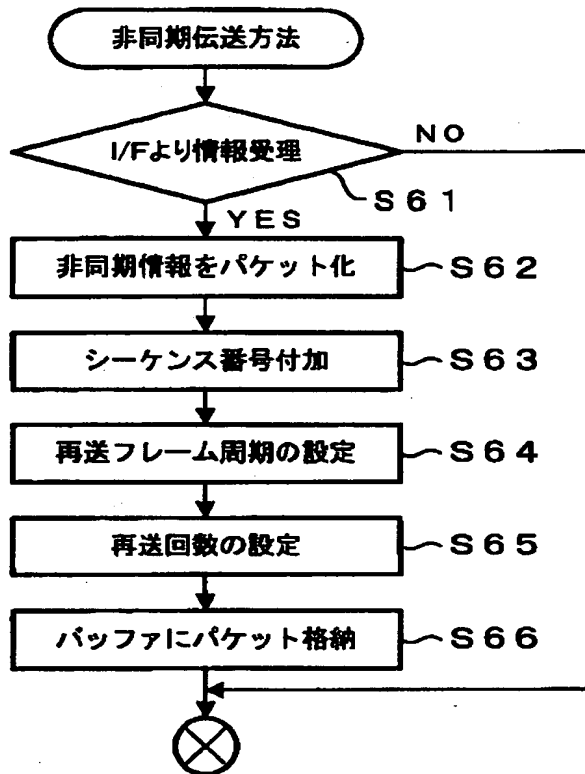 非同期伝送方法
I/Fより情報受理
NO
S61
YES
非同期情報をパケット化
S62
シーケンス番号付加
S63
再送フレーム周期の設定
S64
再送回数の設定
S65
バッファにパケット格納
S66